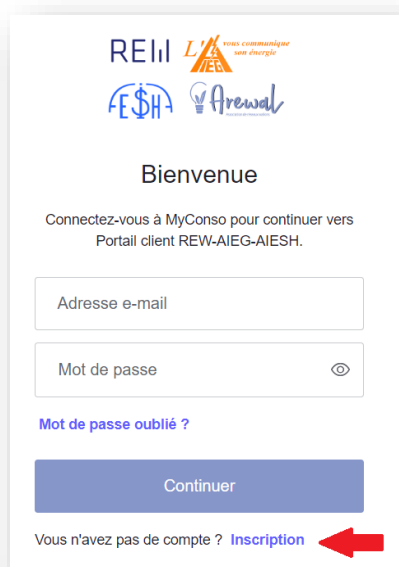 REW L'AIEG vous communique
son énergie
AIESH Arewal
Bienvenue
Connectez-vous à MyConso pour continuer vers
Portail client REW-AIEG-AIESH.
Adresse e-mail
Mot de passe
Mot de passe oublié ?
Continuer
Vous n'avez pas de compte ? Inscription